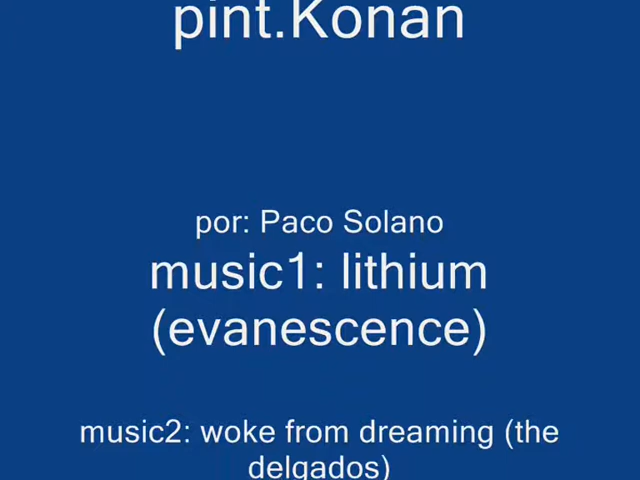 pint.Konan
por: Paco Solano
music1: lithium
(evanescence)
music2: woke from dreaming (the
delgados)